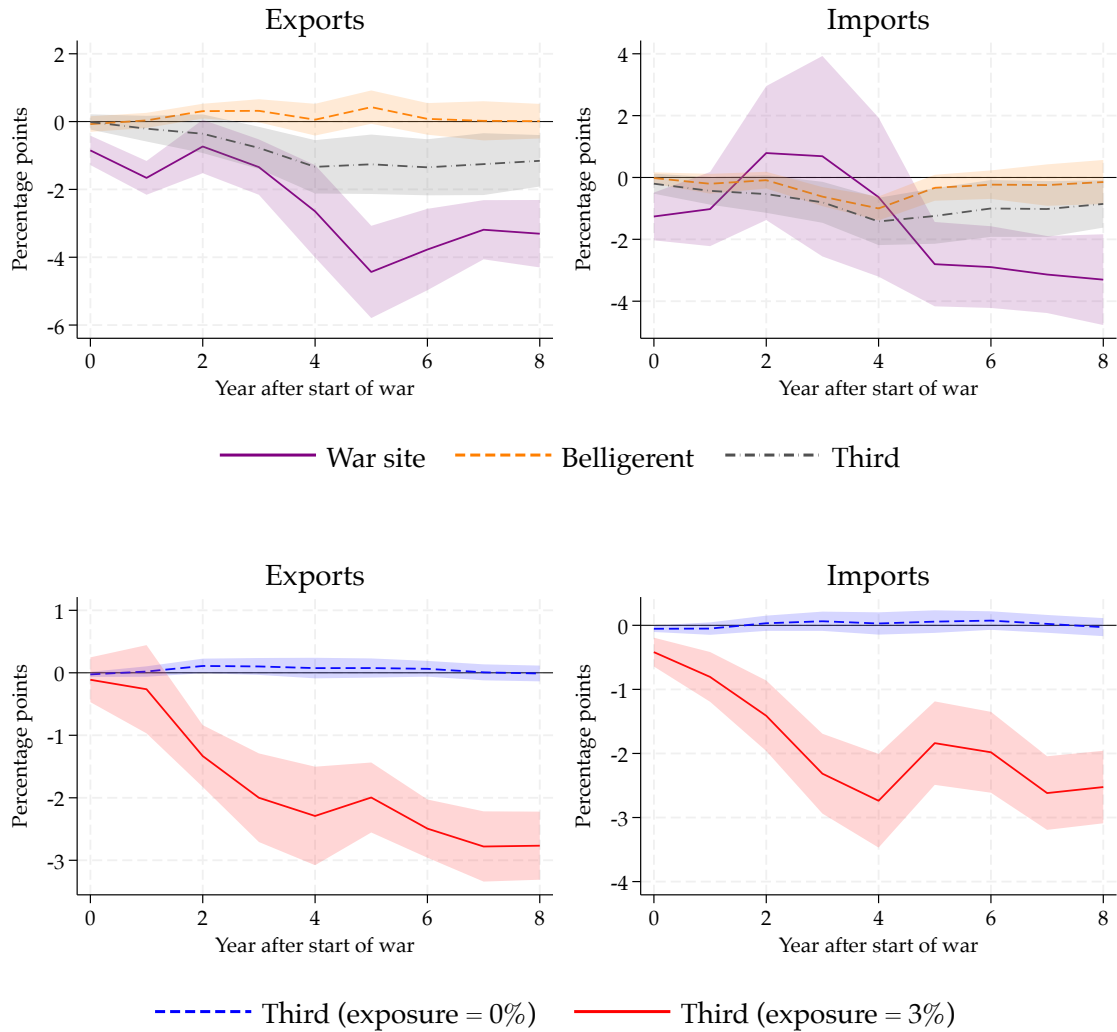 Exports
Imports
Percentage points
2
0
-2
-4
-6
0 2 4 6 8
Year after start of war
Percentage points
4
2
0
-2
-4
0 2 4 6 8
Year after start of war
War site Belligerent Third
Exports
Imports
Percentage points
1
0
-1
-2
-3
0 2 4 6 8
Year after start of war
Percentage points
0
-1
-2
-3
-4
0 2 4 6 8
Year after start of war
Third (exposure = 0%) Third (exposure = 3%)